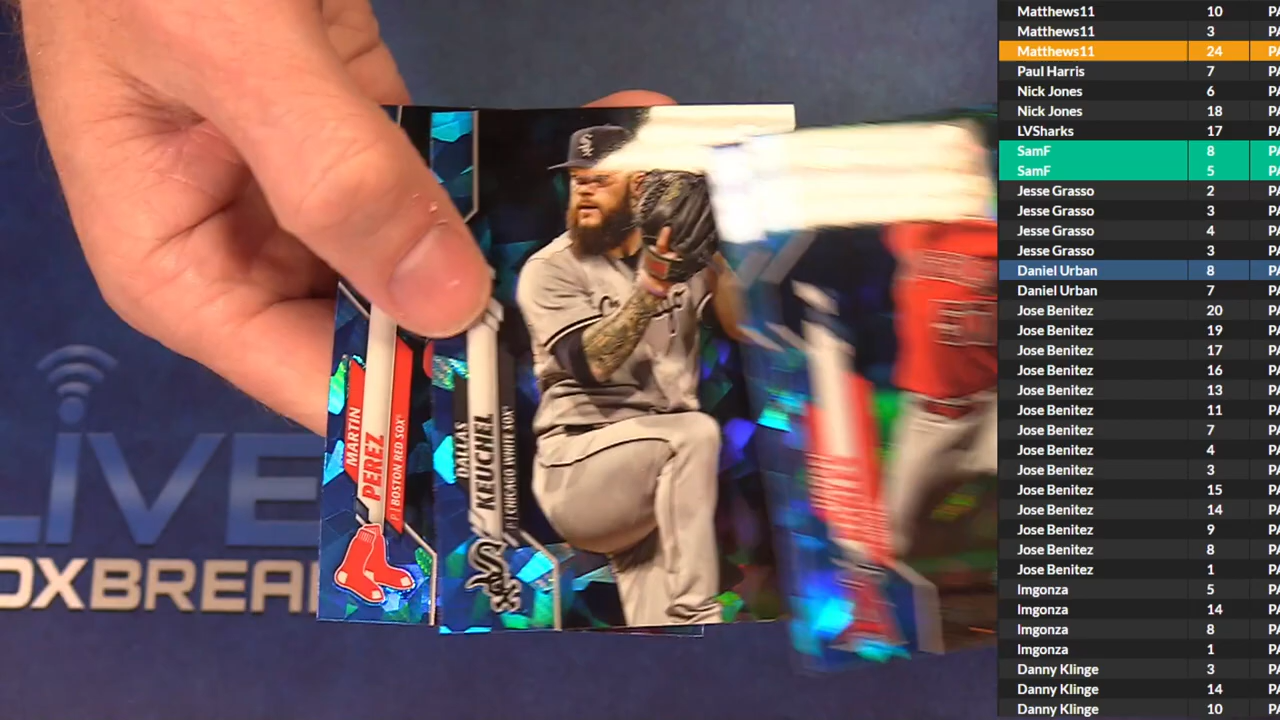 MARTIN
PEREZ
P | BOSTON RED SOX
DALLAS
KEUCHEL
P | CHICAGO WHITE SOX
LIVE
OXBREA
Matthews11 10 PA
Matthews11 3 PA
Matthews11 24 PA
Paul Harris 7 PA
Nick Jones 6 PA
Nick Jones 18 PA
LVSharks 17 PA
SamF 8 PA
SamF 5 PA
Jesse Grasso 2 PA
Jesse Grasso 3 PA
Jesse Grasso 4 PA
Jesse Grasso 3 PA
Daniel Urban 8 PA
Daniel Urban 7 PA
Jose Benitez 20 PA
Jose Benitez 19 PA
Jose Benitez 17 PA
Jose Benitez 16 PA
Jose Benitez 13 PA
Jose Benitez 11 PA
Jose Benitez 7 PA
Jose Benitez 4 PA
Jose Benitez 3 PA
Jose Benitez 15 PA
Jose Benitez 14 PA
Jose Benitez 9 PA
Jose Benitez 8 PA
Jose Benitez 1 PA
Imgonza 5 PA
Imgonza 14 PA
Imgonza 8 PA
Imgonza 1 PA
Danny Klinge 3 PA
Danny Klinge 14 PA
Danny Klinge 10 PA